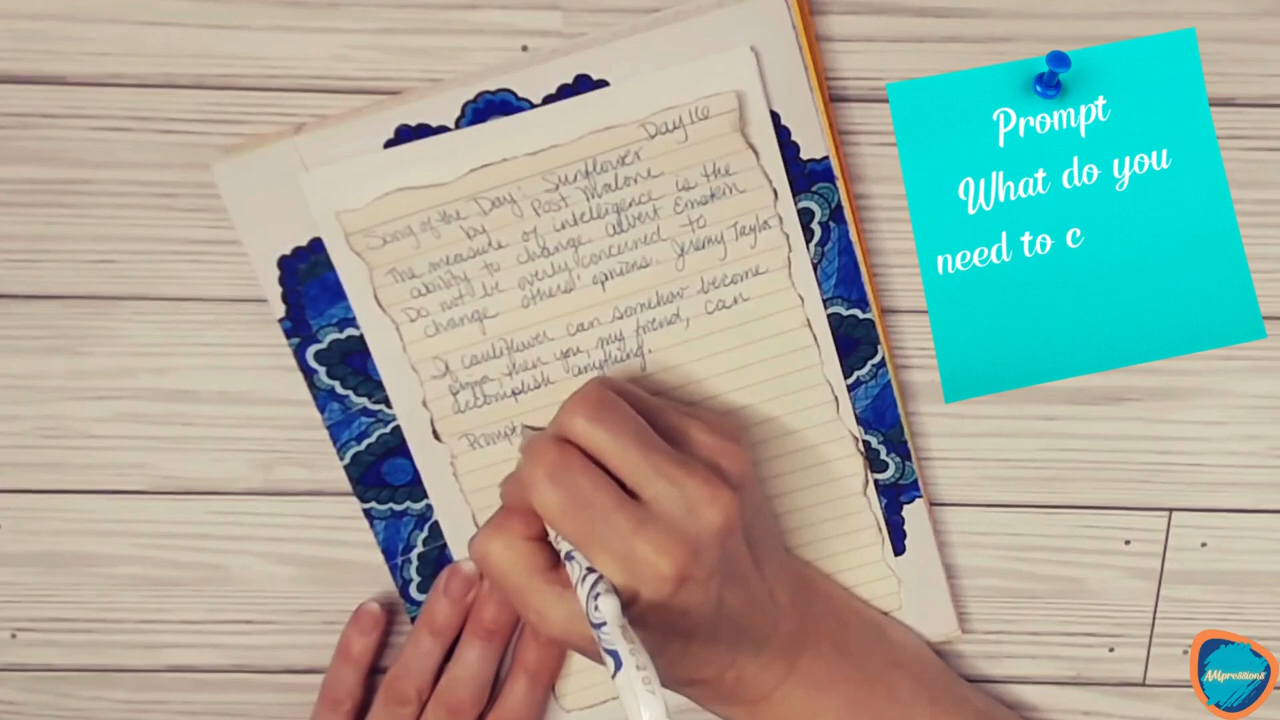 Day 16
Song of the Day: Sunflower
by Post Malone
The measure of intelligence is the
ability to change Albert Einstein
Do not be overly concerned to
change others' opinions. Jeremy Taylor
If cauliflower can somehow become
pizza, then you, my friend, can
accomplish anything.
Prompt
Prompt
What do you
need to c
AMpressions